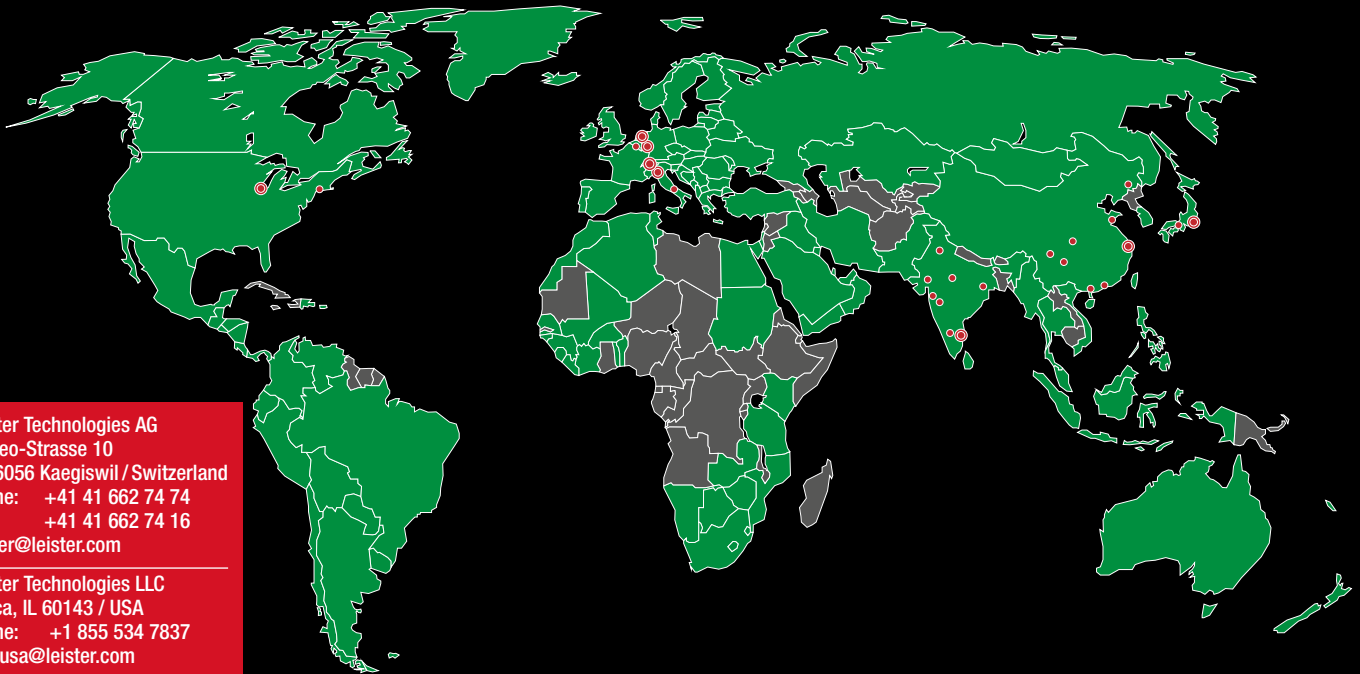 ter Technologies AG
eo-Strasse 10
6056 Kaegiswil / Switzerland
ne: +41 41 662 74 74
+41 41 662 74 16
er@leister.com
ter Technologies LLC
ca, IL 60143 / USA
ne: +1 855 534 7837
usa@leister.com